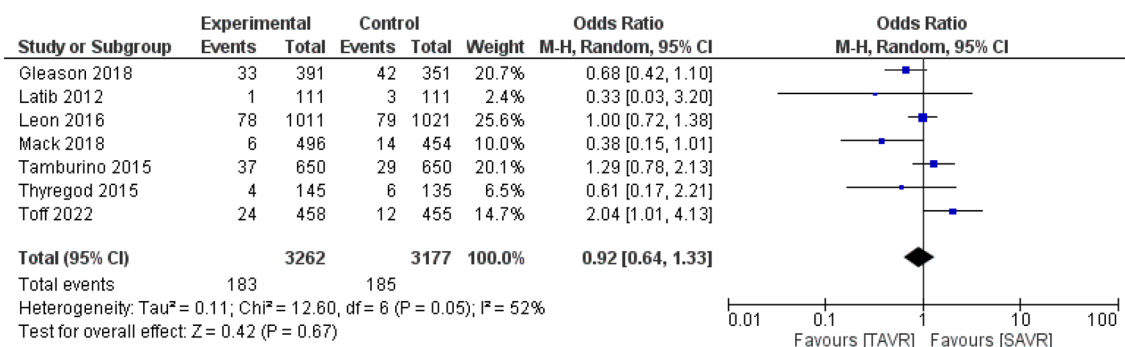 Experimental Control Odds Ratio Odds Ratio
Study or Subgroup Events Total Events Total Weight M-H, Random, 95% CI M-H, Random, 95% CI
Gleason 2018 33 391 42 351 20.7% 0.68 [0.42, 1.10]
Latib 2012 1 111 3 111 2.4% 0.33 [0.03, 3.20]
Leon 2016 78 1011 79 1021 25.6% 1.00 [0.72, 1.38]
Mack 2018 6 496 14 454 10.0% 0.38 [0.15, 1.01]
Tamburino 2015 37 650 29 650 20.1% 1.29 [0.78, 2.13]
Thyregod 2015 4 145 6 135 6.5% 0.61 [0.17, 2.21]
Toff 2022 24 458 12 455 14.7% 2.04 [1.01, 4.13]
Total (95% CI) 3262 3177 100.0% 0.92 [0.64, 1.33]
Total events 183 185
Heterogeneity: Tau² = 0.11; Chi² = 12.60, df = 6 (P = 0.05); I² = 52%
Test for overall effect: Z = 0.42 (P = 0.67)
0.01 0.1 1 10 100
Favours [TAVR] Favours [SAVR]